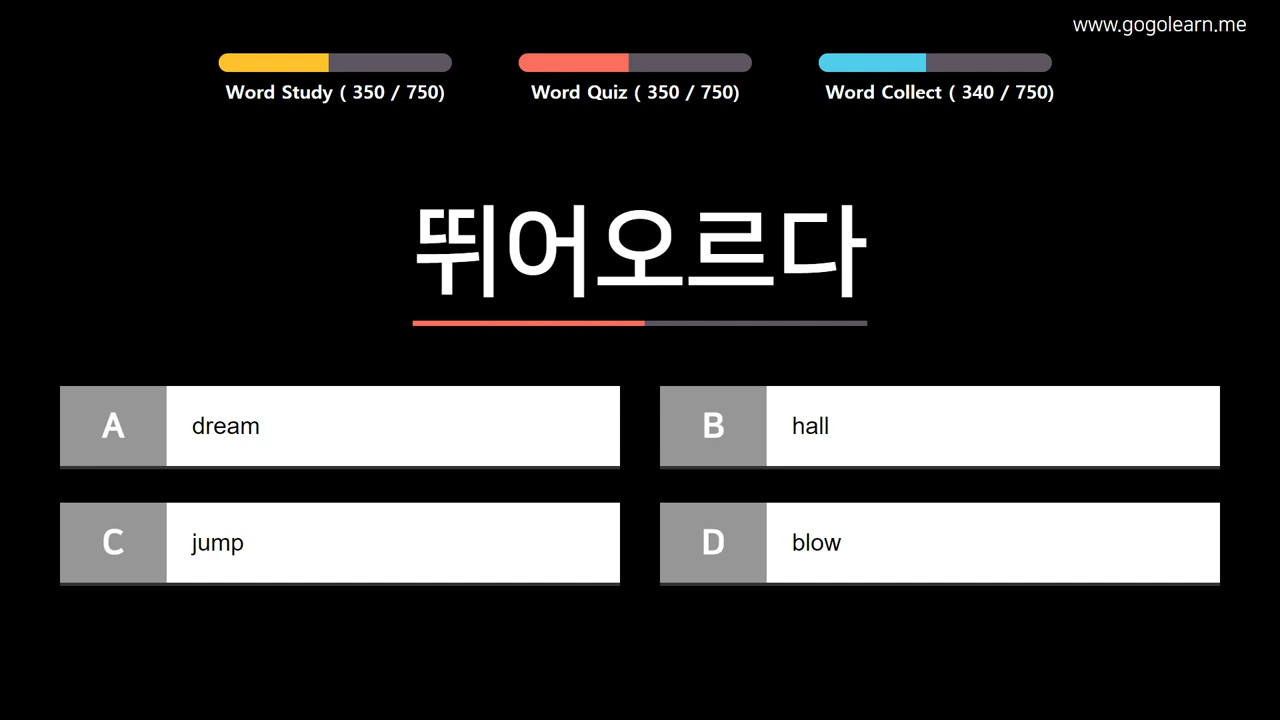 www.gogolearn.me
Word Study ( 350 / 750)
Word Quiz ( 350 / 750)
Word Collect ( 340 / 750)
뛰어오르다
A dream
B hall
C jump
D blow